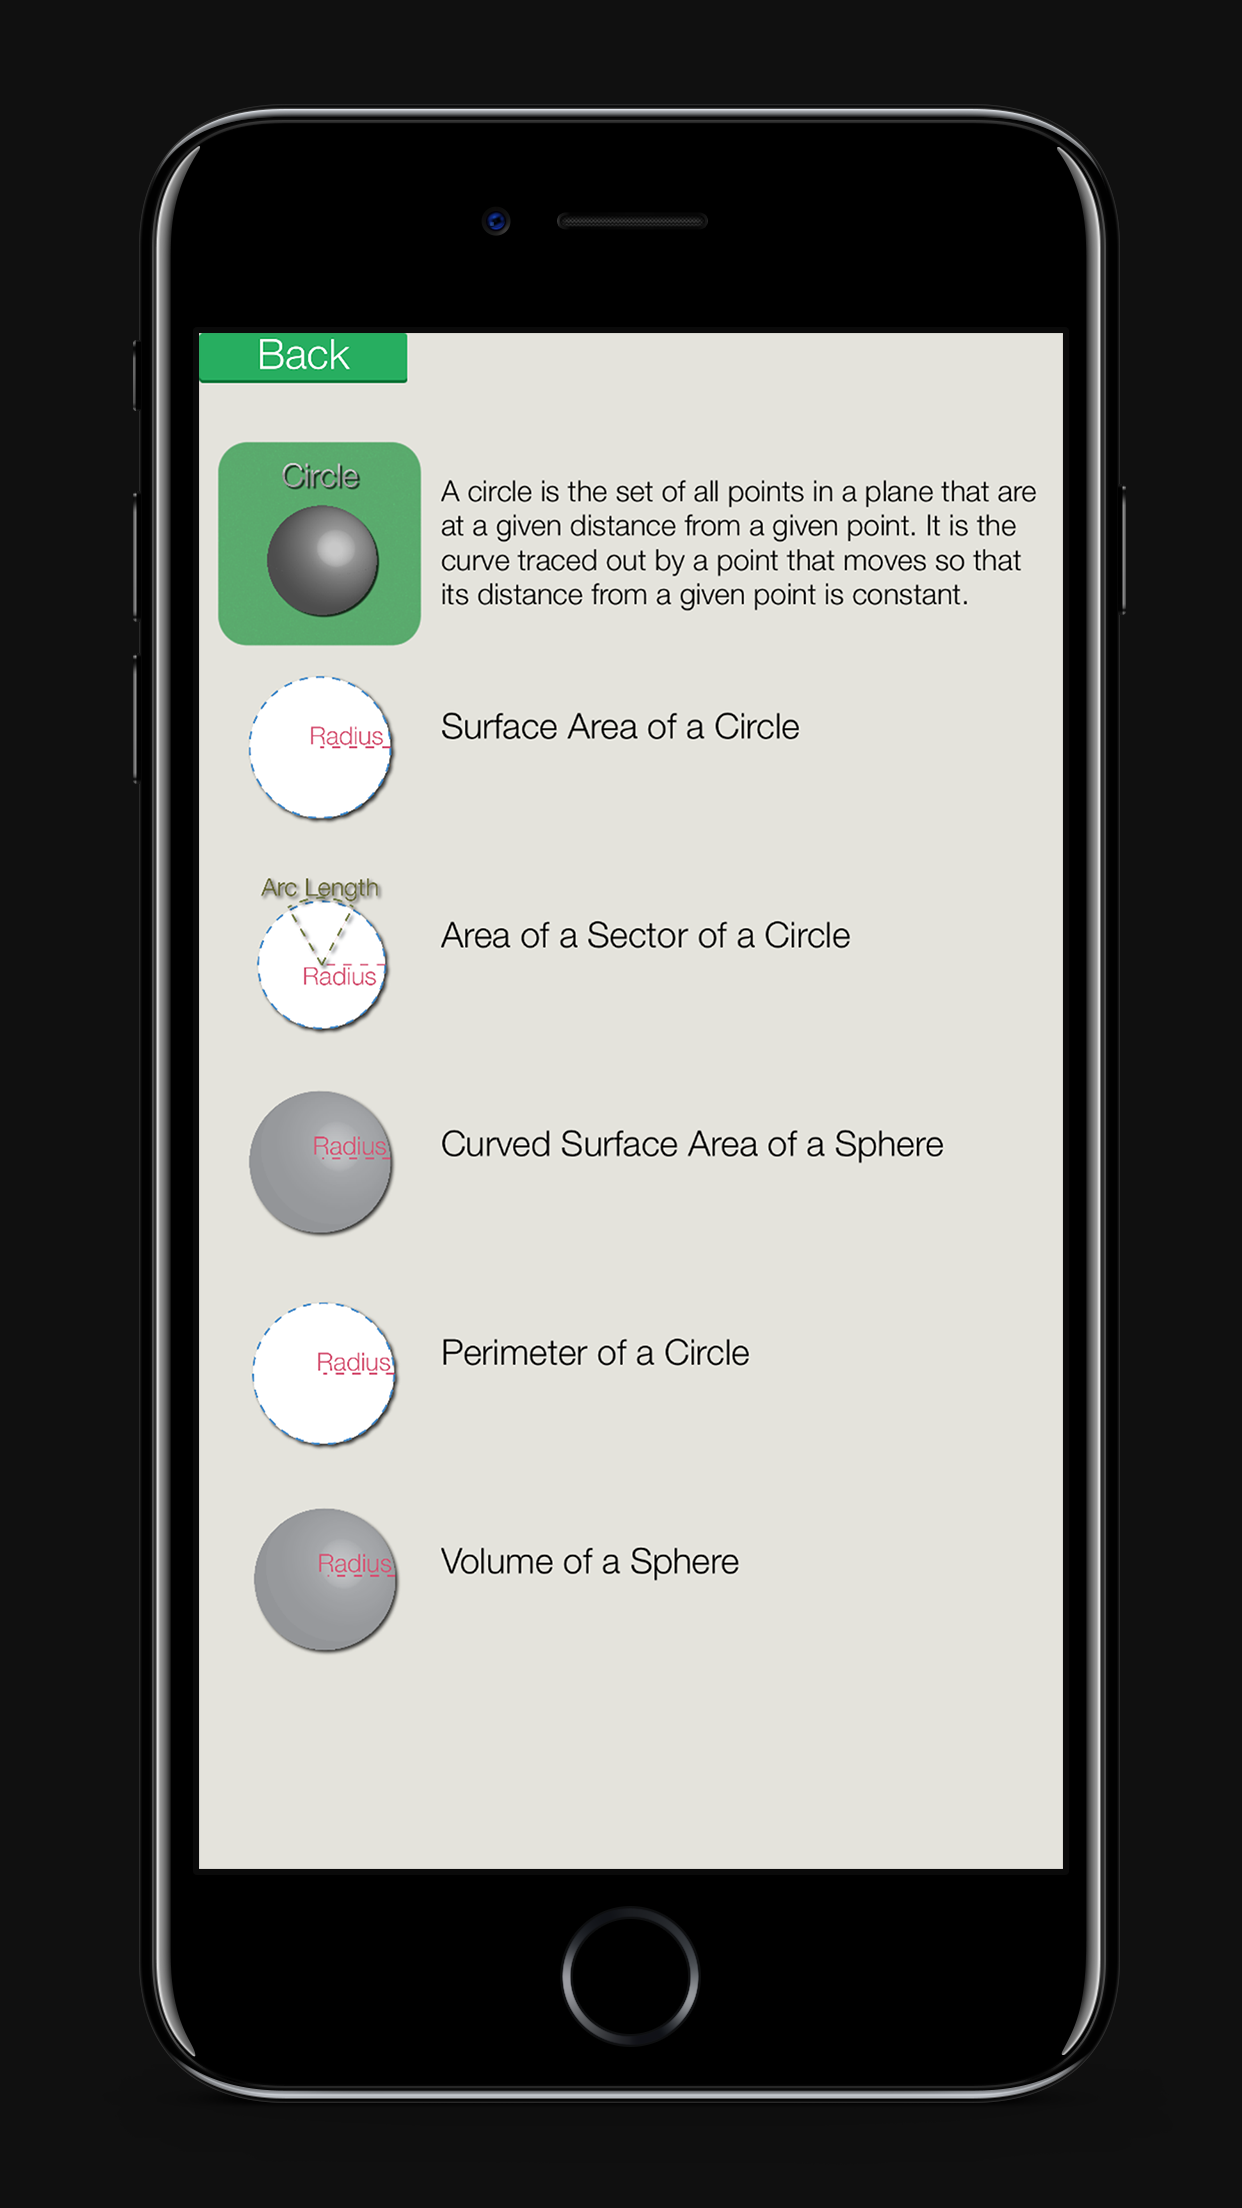 Back
Circle
A circle is the set of all points in a plane that are
at a given distance from a given point. It is the
curve traced out by a point that moves so that
its distance from a given point is constant.
Radius
Surface Area of a Circle
Arc Length
Radius
Area of a Sector of a Circle
Radius
Curved Surface Area of a Sphere
Radius
Perimeter of a Circle
Radius
Volume of a Sphere